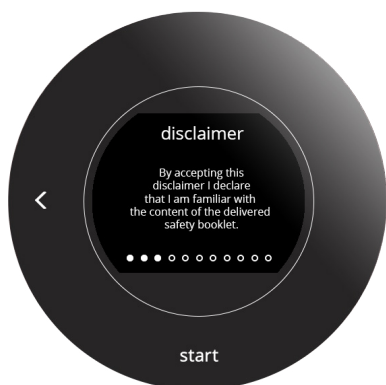 disclaimer
By accepting this
disclaimer I declare
that I am familiar with
the content of the delivered
safety booklet.
start